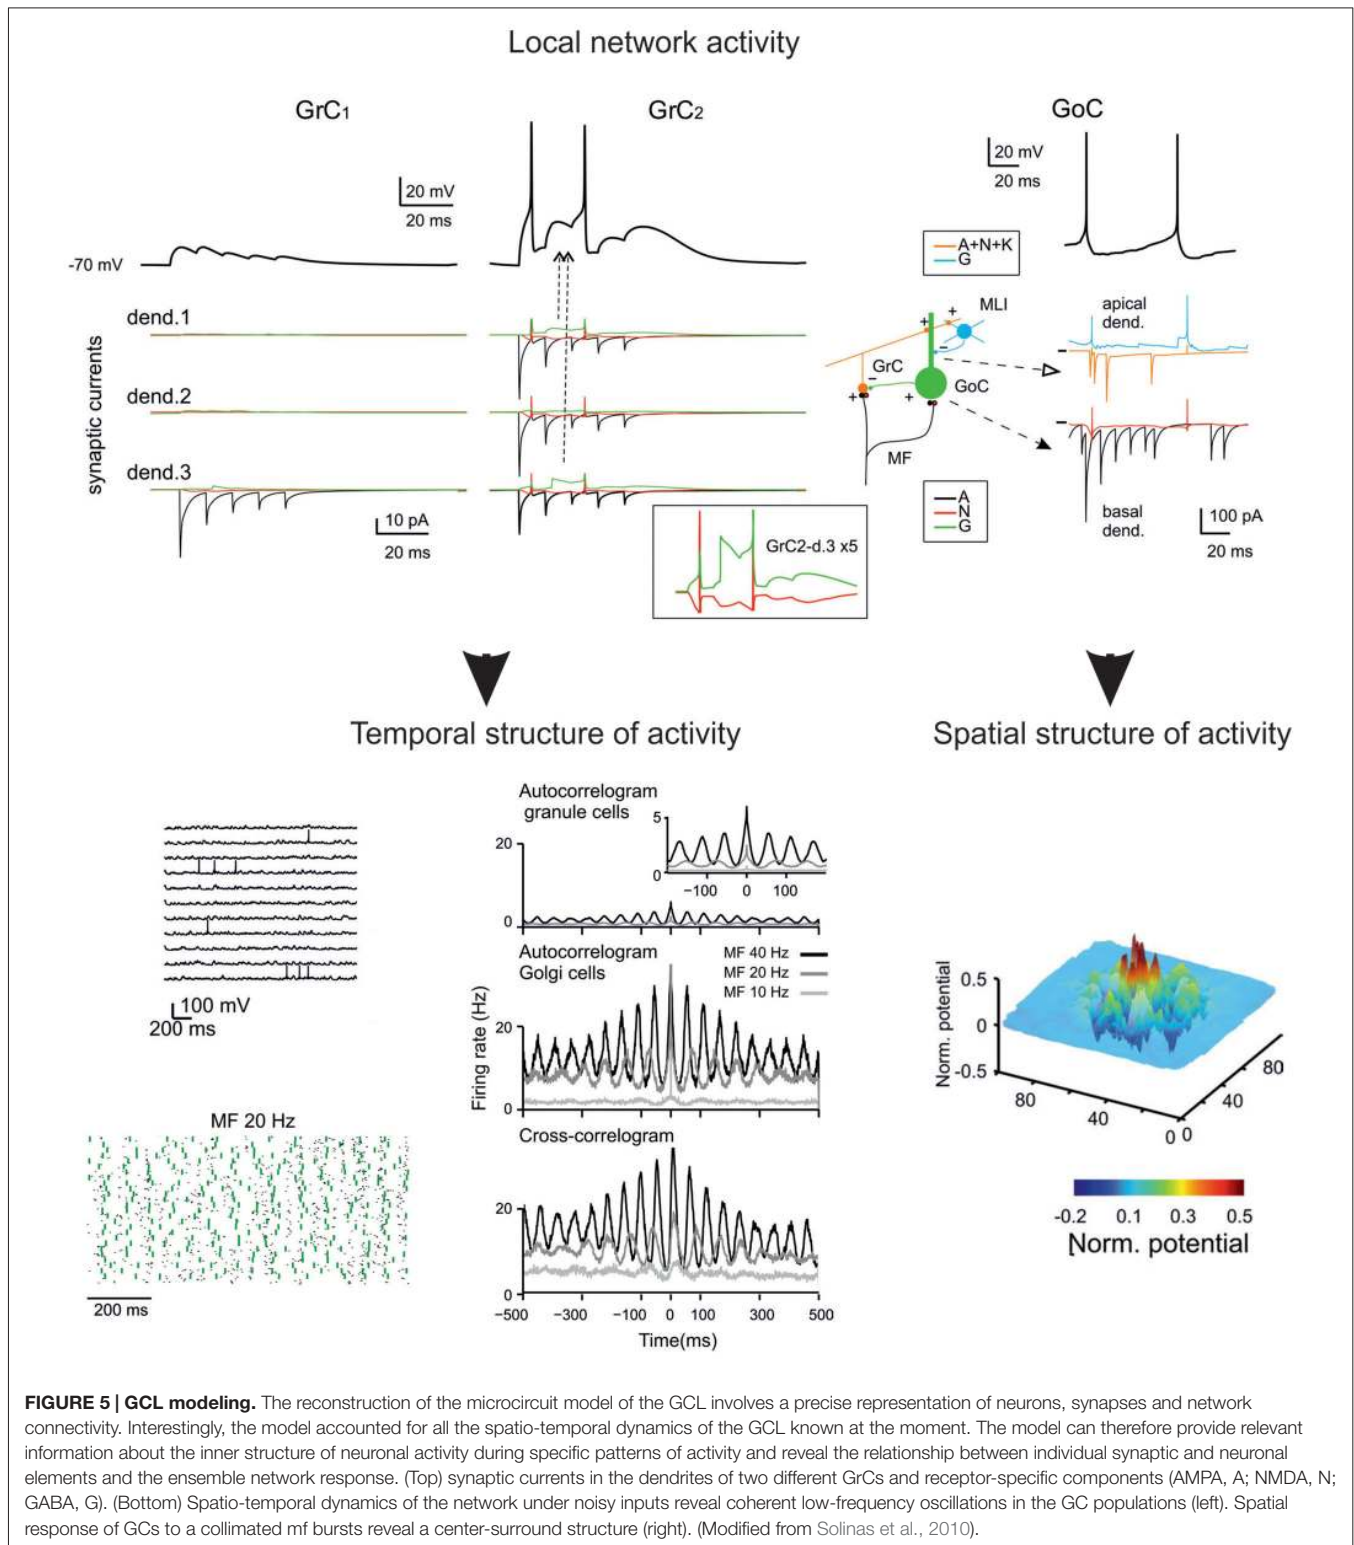 Local network activity
GrC1
GrC2
GoC
20 mV
20 ms
20 mV
20 ms
-70 mV
A+N+K
G
synaptic currents
dend.1
dend.2
dend.3
10 pA
20 ms
MLI
+
+
−
GrC
−
GoC
+
+
MF
apical
dend.
basal
dend.
100 pA
20 ms
A
N
G
GrC2-d.3 x5
Temporal structure of activity
Spatial structure of activity
100 mV
200 ms
MF 20 Hz
200 ms
Autocorrelogram
granule cells
20
0
5
0
−100 0 100
Autocorrelogram
Golgi cells
MF 40 Hz
MF 20 Hz
MF 10 Hz
Firing rate (Hz)
20
0
Cross-correlogram
20
0
−500 −300 −100 0 100 300 500
Time(ms)
Norm. potential
0.5
0
-0.5
80
40
0
0
40
80
-0.2 0.1 0.3 0.5
Norm. potential
FIGURE 5 | GCL modeling. The reconstruction of the microcircuit model of the GCL involves a precise representation of neurons, synapses and network
connectivity. Interestingly, the model accounted for all the spatio-temporal dynamics of the GCL known at the moment. The model can therefore provide relevant
information about the inner structure of neuronal activity during specific patterns of activity and reveal the relationship between individual synaptic and neuronal
elements and the ensemble network response. (Top) synaptic currents in the dendrites of two different GrCs and receptor-specific components (AMPA, A; NMDA, N;
GABA, G). (Bottom) Spatio-temporal dynamics of the network under noisy inputs reveal coherent low-frequency oscillations in the GC populations (left). Spatial
response of GCs to a collimated mf bursts reveal a center-surround structure (right). (Modified from Solinas et al., 2010).